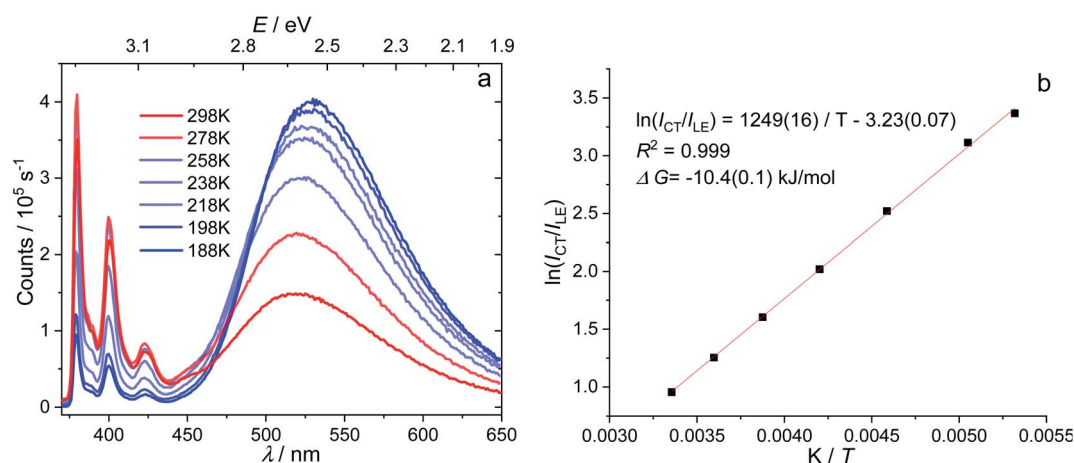 E / eV
3.1 2.8 2.5 2.3 2.1 1.9
a
4
3
2
1
0
Counts / 10⁵ s⁻¹
298K
278K
258K
238K
218K
198K
188K
400 450 500 550 600 650
λ / nm
b
3.5
3.0
2.5
2.0
1.5
1.0
ln(I_CT/I_LE)
ln(I_CT/I_LE) = 1249(16) / T - 3.23(0.07)
R² = 0.999
Δ G= -10.4(0.1) kJ/mol
0.0030 0.0035 0.0040 0.0045 0.0050 0.0055
K / T